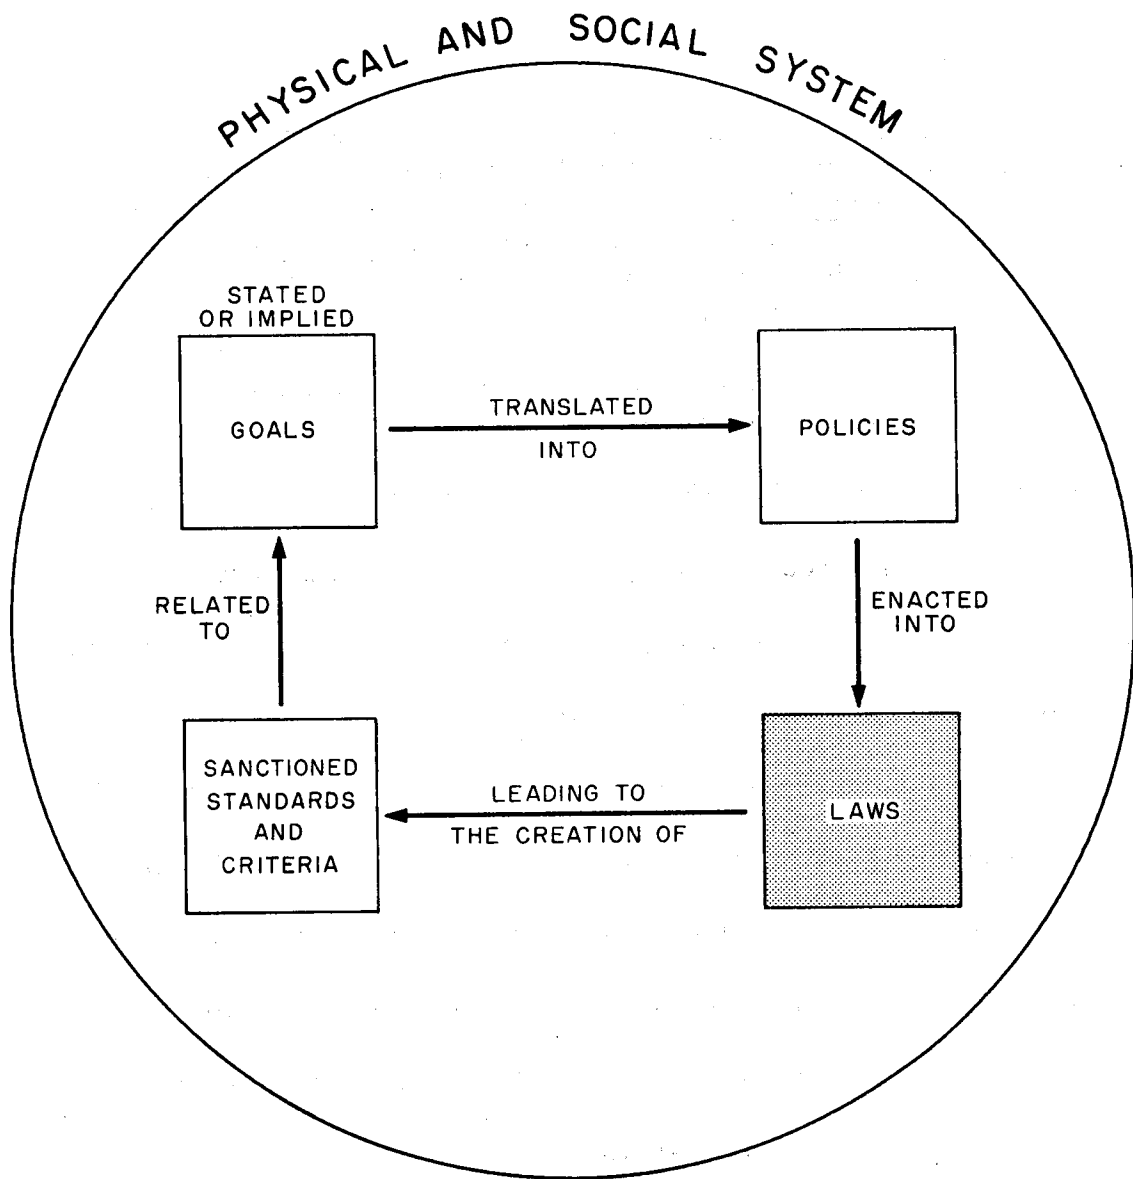 PHYSICAL AND SOCIAL SYSTEM
STATED
OR IMPLIED
GOALS
TRANSLATED
INTO
POLICIES
RELATED
TO
ENACTED
INTO
SANCTIONED
STANDARDS
AND
CRITERIA
LEADING TO
THE CREATION OF
LAWS